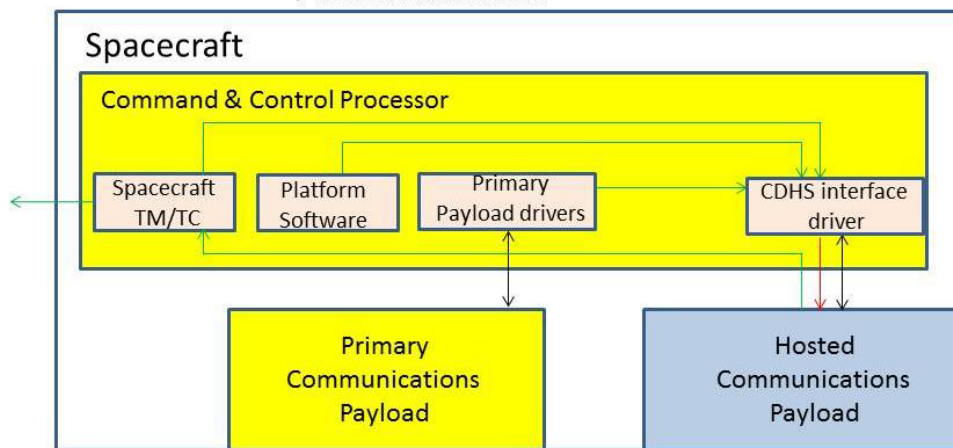 Spacecraft
Command & Control Processor
Spacecraft
TM/TC
Platform
Software
Primary
Payload drivers
CDHS interface
driver
Primary
Communications
Payload
Hosted
Communications
Payload